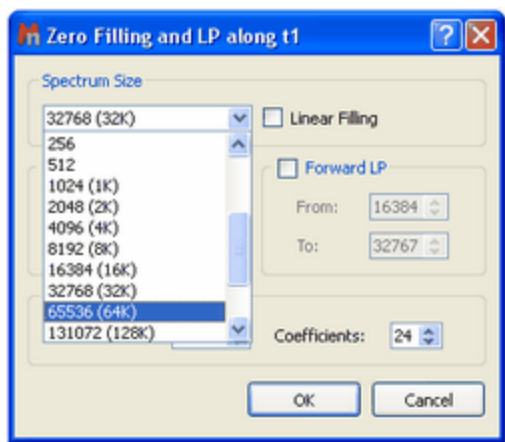 Zero Filling and LP along t1
Spectrum Size
32768 (32K)
Linear Filling
256
512
1024 (1K)
2048 (2K)
4096 (4K)
8192 (8K)
16384 (16K)
32768 (32K)
65536 (64K)
131072 (128K)
Forward LP
From: 16384
To: 32767
Coefficients: 24
OK Cancel